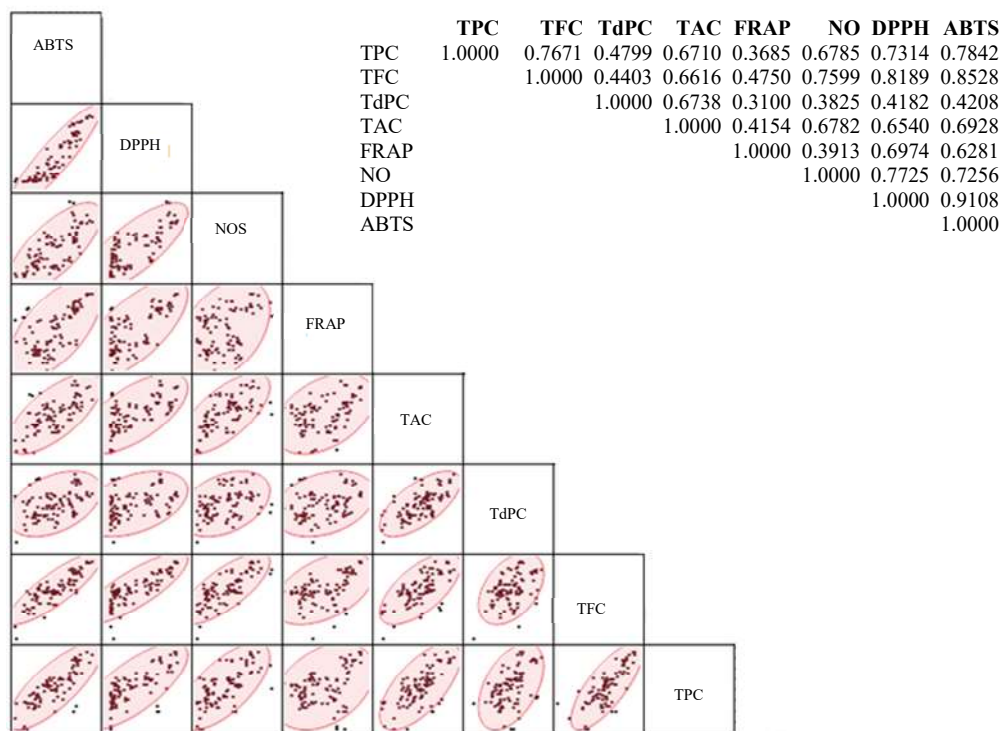 TPC TFC TdPC TAC FRAP NO DPPH ABTS
TPC 1.0000 0.7671 0.4799 0.6710 0.3685 0.6785 0.7314 0.7842
TFC 1.0000 0.4403 0.6616 0.4750 0.7599 0.8189 0.8528
TdPC 1.0000 0.6738 0.3100 0.3825 0.4182 0.4208
TAC 1.0000 0.4154 0.6782 0.6540 0.6928
FRAP 1.0000 0.3913 0.6974 0.6281
NO 1.0000 0.7725 0.7256
DPPH 1.0000 0.9108
ABTS 1.0000
ABTS
DPPH
NOS
FRAP
TAC
TdPC
TFC
TPC